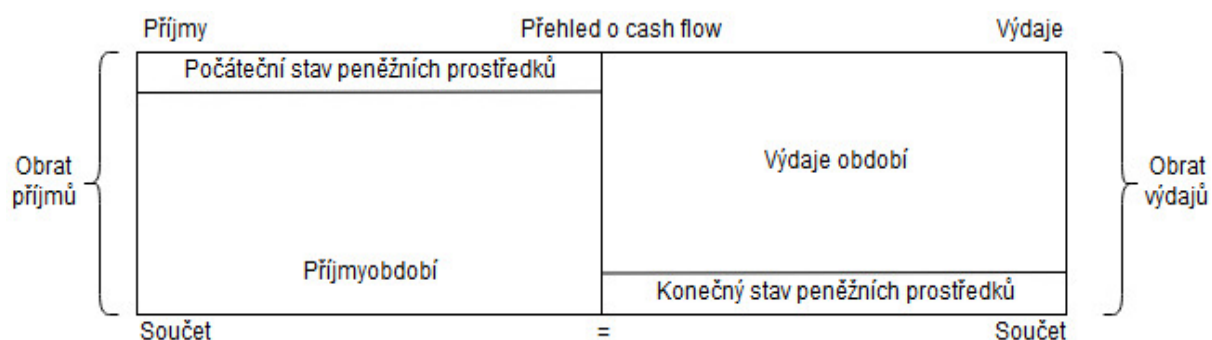 Příjmy Přehled o cash flow Výdaje
Počáteční stav peněžních prostředků
Obrat
příjmů
Výdaje období
Obrat
výdajů
Příjmyobdobí
Konečný stav peněžních prostředků
Součet = Součet